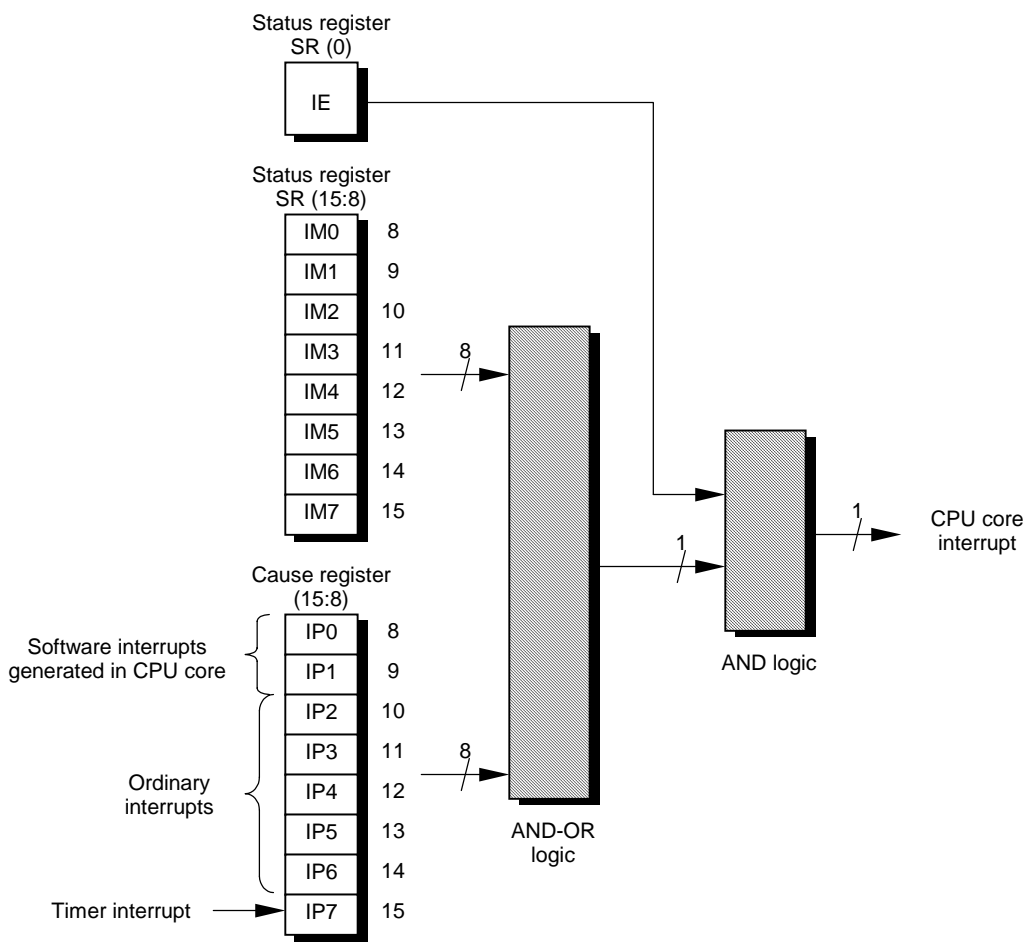 Status register
SR (0)
IE
Status register
SR (15:8)
IM0 8
IM1 9
IM2 10
IM3 11
IM4 12
IM5 13
IM6 14
IM7 15
8
Cause register
(15:8)
Software interrupts
generated in CPU core
IP0 8
IP1 9
IP2 10
IP3 11
IP4 12
IP5 13
IP6 14
Ordinary
interrupts
Timer interrupt
IP7 15
8
AND-OR
logic
1
AND logic
1
CPU core
interrupt